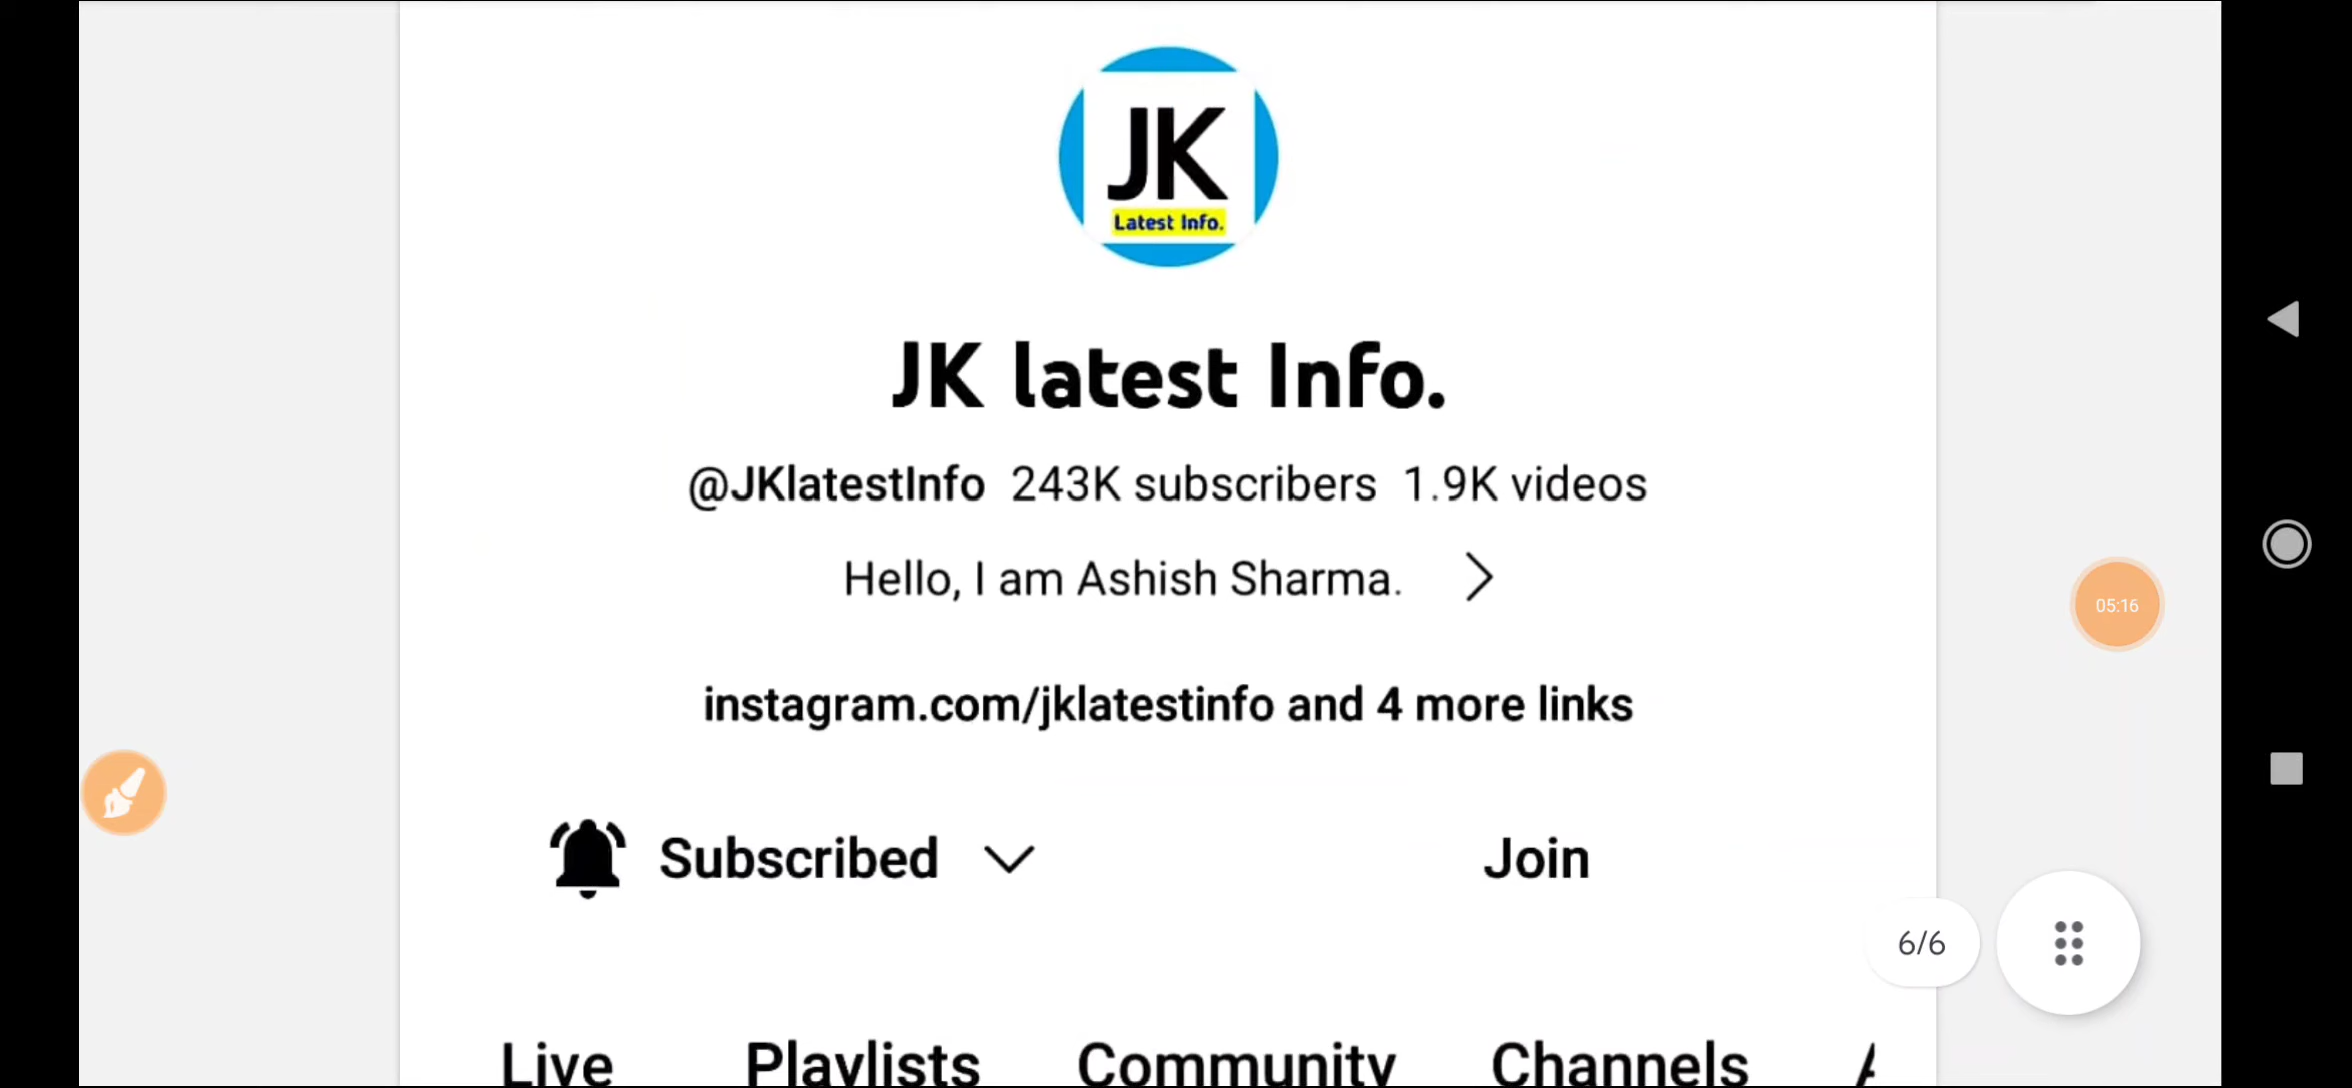 JK
Latest Info.
JK latest Info.
@JKlatestInfo 243K subscribers 1.9K videos
Hello, I am Ashish Sharma.
instagram.com/jklatestinfo and 4 more links
05:16
Subscribed Join
6/6
Live Playlists Community Channels